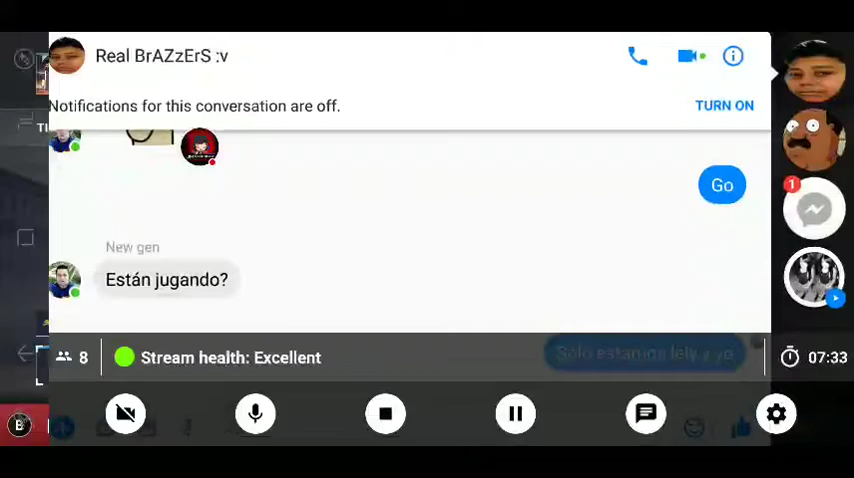 Real BrAZzErS :v
Notifications for this conversation are off.
TURN ON
1
Go
New gen
Están jugando?
Solo estamos lely y yo
8
Stream health: Excellent
07:33
B